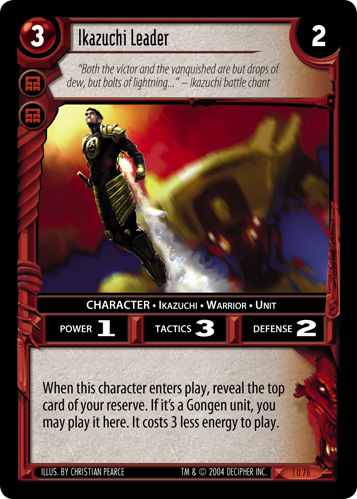 3 Ikazuchi Leader 2
"Both the victor and the vanquished are but drops of
dew, but bolts of lightning..." – Ikazuchi battle chant
CHARACTER • IKAZUCHI • WARRIOR • UNIT
POWER 1 TACTICS 3 DEFENSE 2
When this character enters play, reveal the top
card of your reserve. If it's a Gongen unit, you
may play it here. It costs 3 less energy to play.
ILLUS. BY CHRISTIAN PEARCE TM & © 2004 DECIPHER INC. 1 U 76